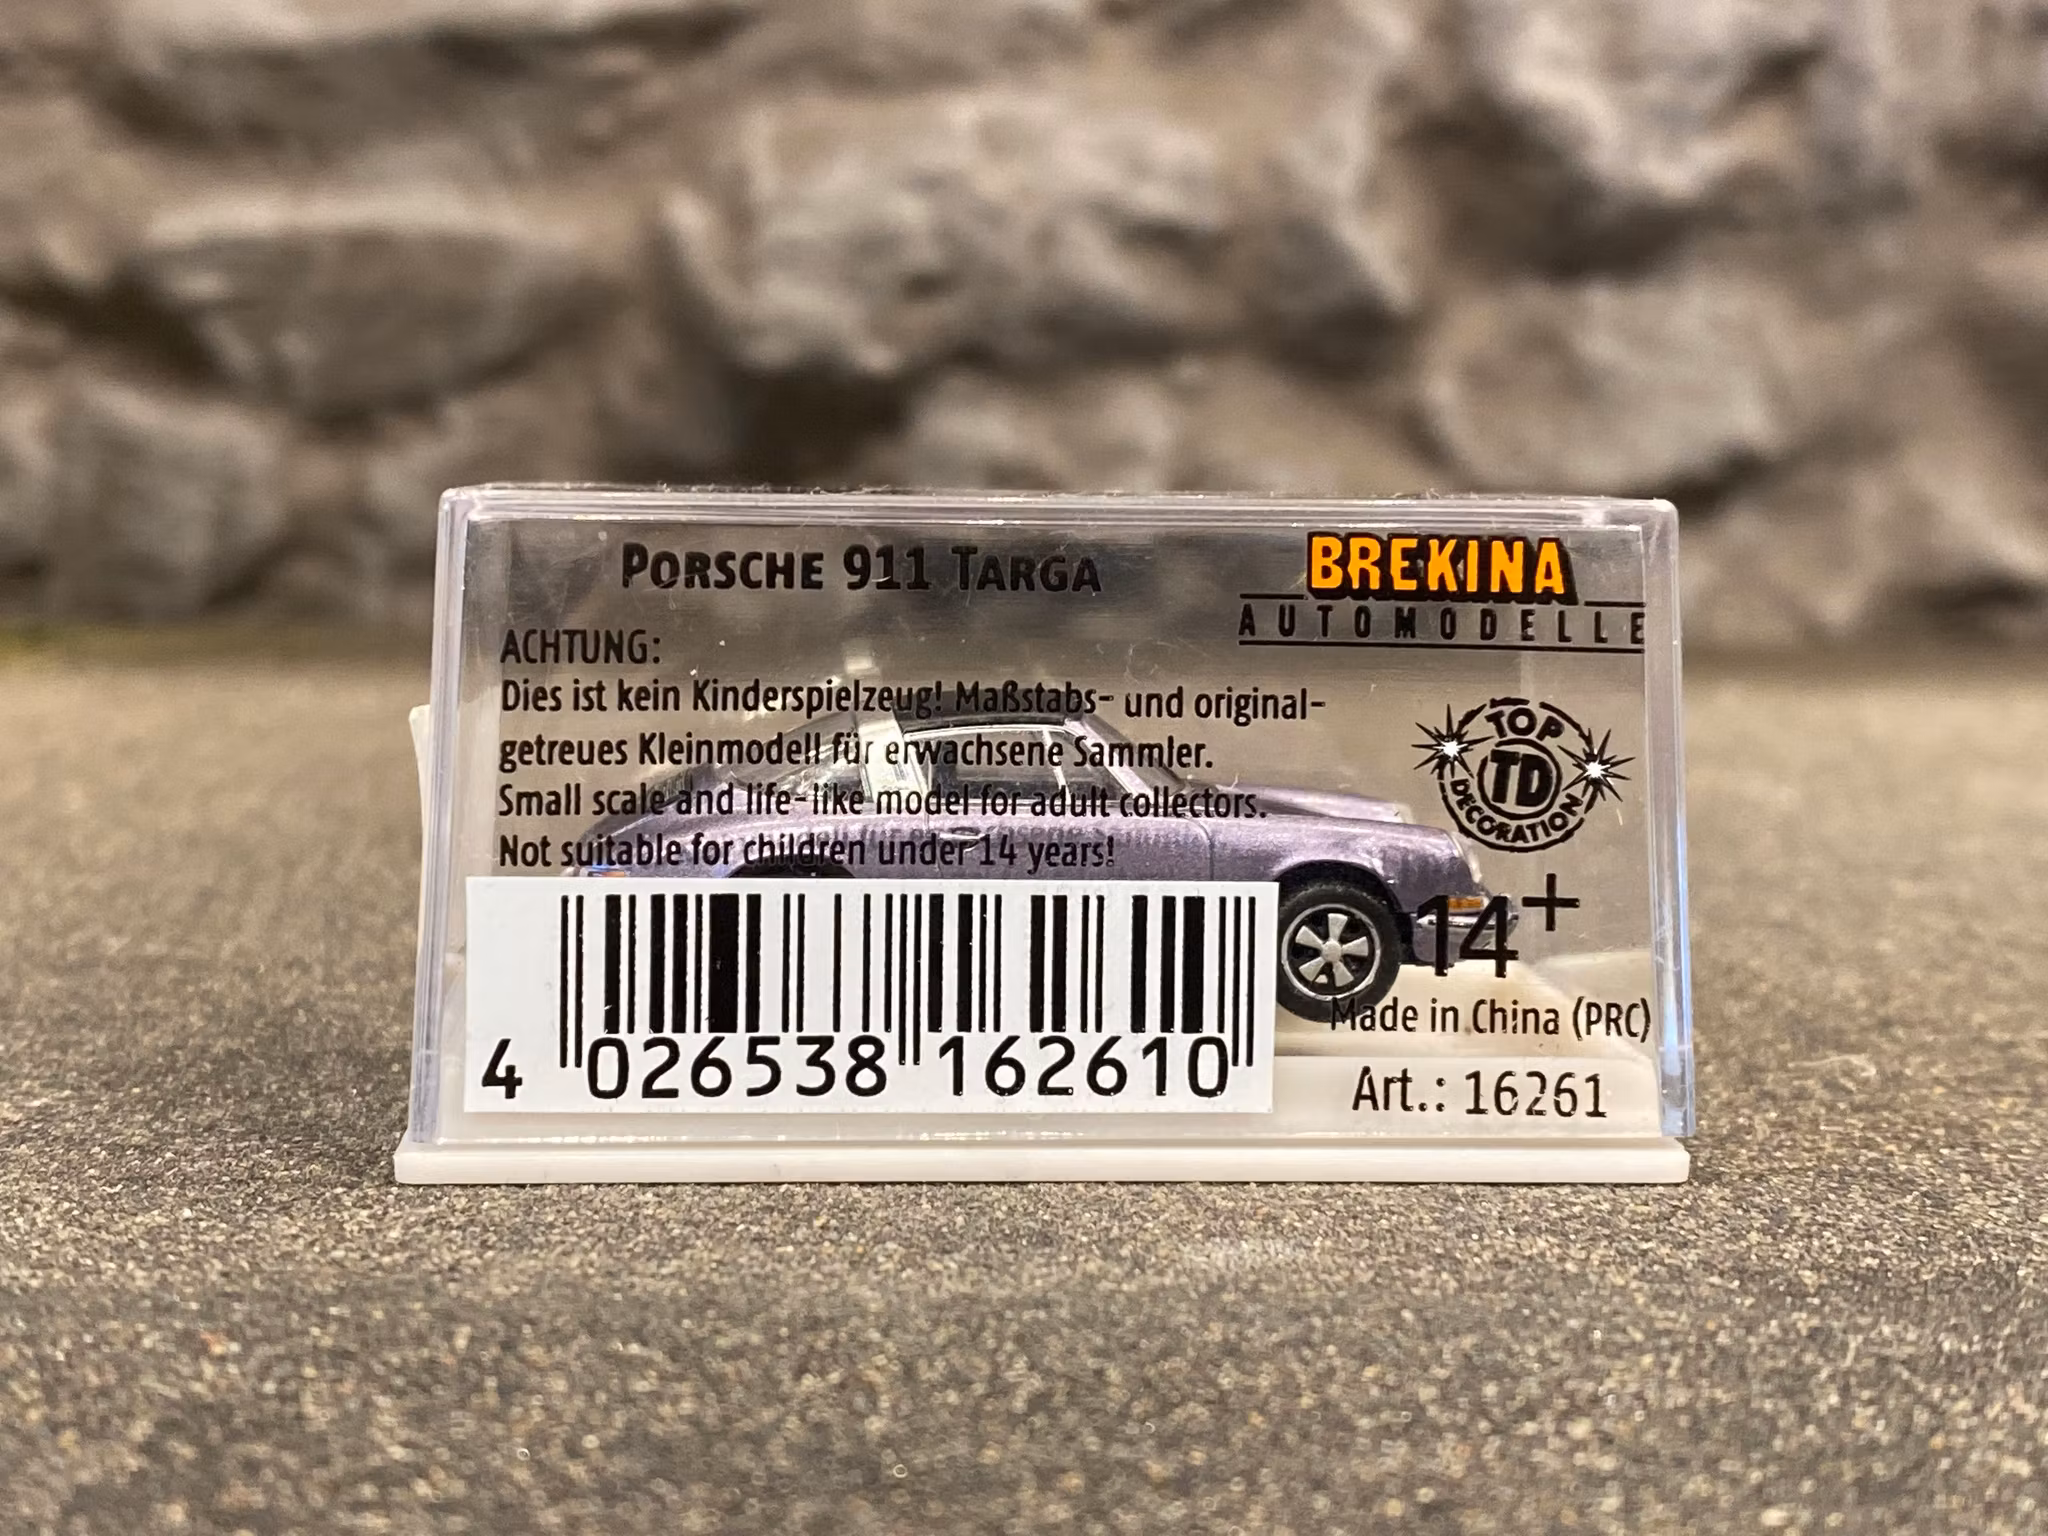 PORSCHE 911 TARGA
BREKINA
AUTOMODELLE
ACHTUNG:
Dies ist kein Kinderspielzeug! Maßstabs- und original-
getreues Kleinmodell für erwachsene Sammler.
Small scale and life-like model for adult collectors.
Not suitable for children under 14 years!
TOP
TD
DECORATION
14+
Made in China (PRC)
4 026538 162610
Art.: 16261